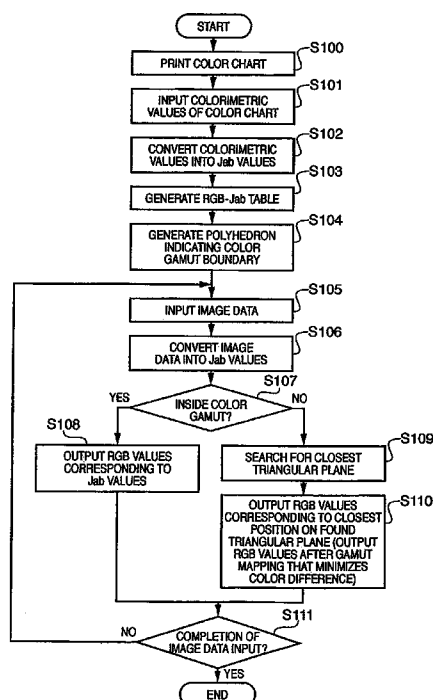 START
S100
PRINT COLOR CHART
S101
INPUT COLORIMETRIC
VALUES OF COLOR CHART
S102
CONVERT COLORIMETRIC
VALUES INTO Jab VALUES
S103
GENERATE RGB-Jab TABLE
S104
GENERATE POLYHEDRON
INDICATING COLOR
GAMUT BOUNDARY
S105
INPUT IMAGE DATA
S106
CONVERT IMAGE
DATA INTO Jab VALUES
S107
INSIDE COLOR
GAMUT?
YES
NO
S108
OUTPUT RGB VALUES
CORRESPONDING TO
Jab VALUES
S109
SEARCH FOR CLOSEST
TRIANGULAR PLANE
S110
OUTPUT RGB VALUES
CORRESPONDING TO CLOSEST
POSITION ON FOUND
TRIANGULAR PLANE (OUTPUT
RGB VALUES AFTER GAMUT
MAPPING THAT MINIMIZES
COLOR DIFFERENCE)
S111
COMPLETION OF
IMAGE DATA INPUT?
NO
YES
END